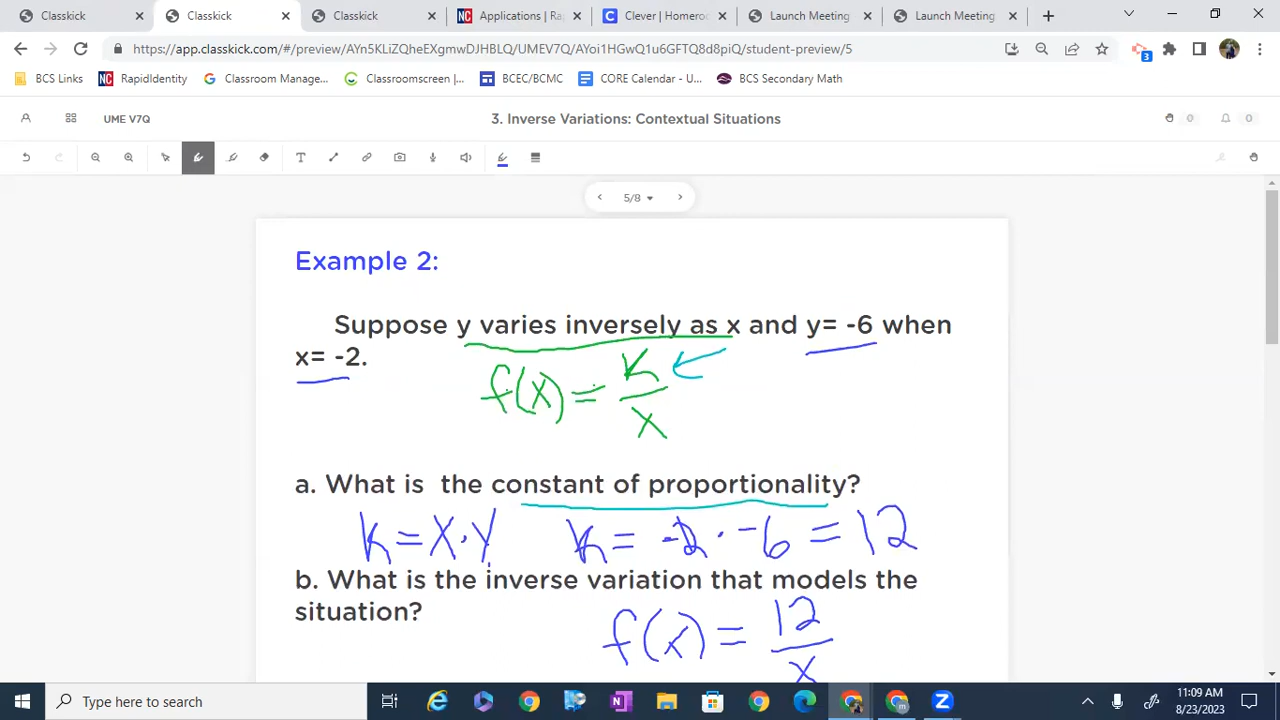 Classkick
Classkick
Classkick
Applications | Ra
Clever | Homero
Launch Meeting
Launch Meeting
https://app.classkick.com/#/preview/AYn5KLiZQheEXgmwDJHBLQ/UMEV7Q/AYoi1HGwQ1u6GFTQ8d8piQ/student-preview/5
3
BCS Links
RapidIdentity
Classroom Manage...
Classroomscreen |...
BCEC/BCMC
CORE Calendar - U...
BCS Secondary Math
UME V7Q
3. Inverse Variations: Contextual Situations
0
0
T
5/8
Example 2:
Suppose y varies inversely as x and y= -6 when
x= -2.
f(x) = k/x
a. What is the constant of proportionality?
k = x·y k = -2 · -6 = 12
b. What is the inverse variation that models the
situation?
f(x) = 12/x
Type here to search
11:09 AM
8/23/2023